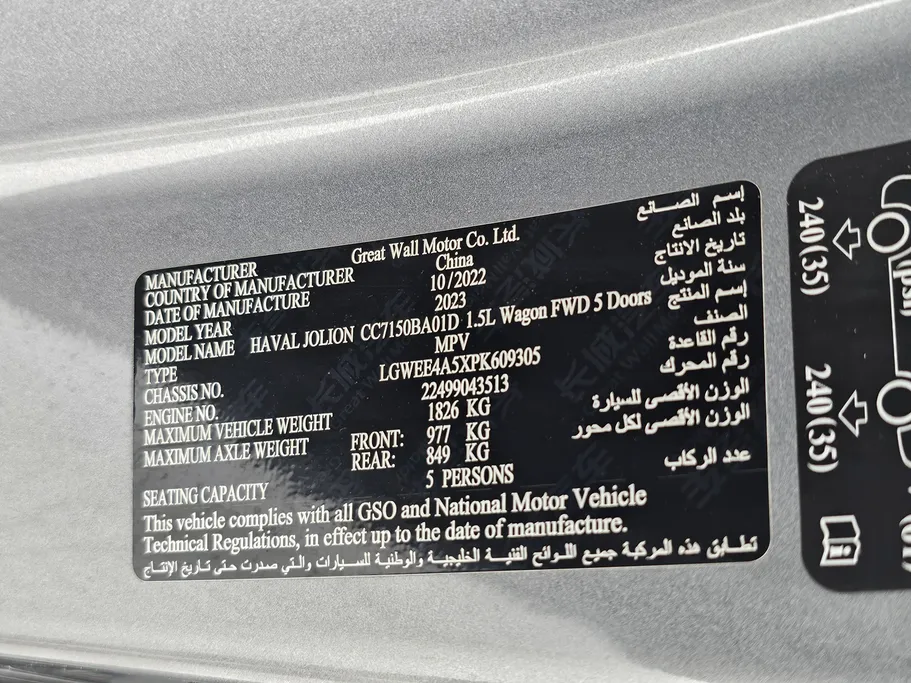 MANUFACTURER Great Wall Motor Co. Ltd. إسم الصانع
COUNTRY OF MANUFACTURER China بلد الصانع
DATE OF MANUFACTURE 10/2022 تاريخ الانتاج
MODEL YEAR 2023 سنة الموديل
MODEL NAME HAVAL JOLION CC7150BA01D 1.5L Wagon FWD 5 Doors إسم المنتج
TYPE MPV الصنف
CHASSIS NO. LGWEE4A5XPK609305 رقم القاعدة
ENGINE NO. 22499043513 رقم المحرك
MAXIMUM VEHICLE WEIGHT 1826 KG الوزن الأقصى للسيارة
MAXIMUM AXLE WEIGHT FRONT: 977 KG الوزن الأقصى لكل محور
REAR: 849 KG
SEATING CAPACITY 5 PERSONS عدد الركاب
This vehicle complies with all GSO and National Motor Vehicle
Technical Regulations, in effect up to the date of manufacture.
تطابق هذه المركبة جميع اللوائح الفنية الخليجية والوطنية للسيارات والتي صدرت حتى تاريخ الإنتاج
240(35)
240(35)
(psi)